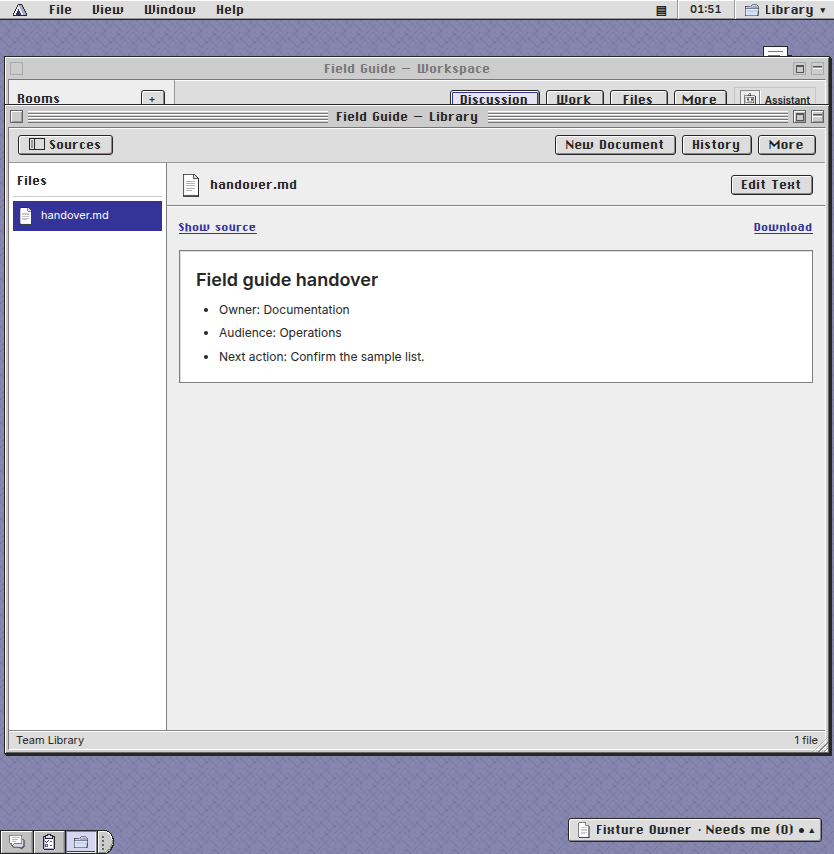 File View Window Help 01:51 Library
Field Guide — Workspace
Rooms + Discussion Work Files More Assistant
Field Guide — Library
Sources New Document History More
Files
handover.md
handover.md Edit Text
Show source Download
Field guide handover
• Owner: Documentation
• Audience: Operations
• Next action: Confirm the sample list.
Team Library 1 file
Fixture Owner · Needs me (0)